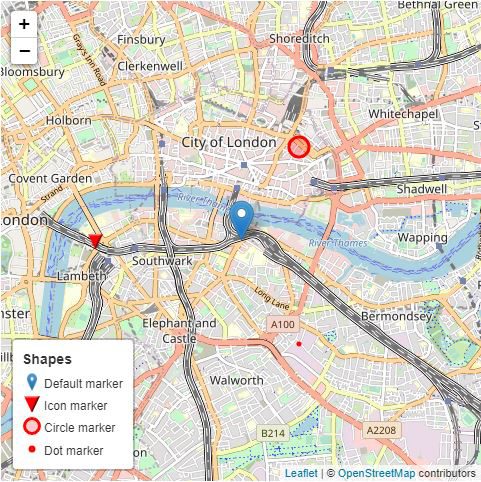 +
−
Bethnal Green
Finsbury
Shoreditch
Gray's Inn Road
Clerkenwell
Bloomsbury
Whitechapel
Holborn
City of London
Covent Garden
Strand
Shadwell
River Thames
London
River Thames
Wapping
Southwark
Lambeth
Long Lane
Bermondsey
A100
Elephant and
Castle
Walworth
B214
A2208
Shapes
Default marker
Icon marker
Circle marker
Dot marker
Leaflet | © OpenStreetMap contributors